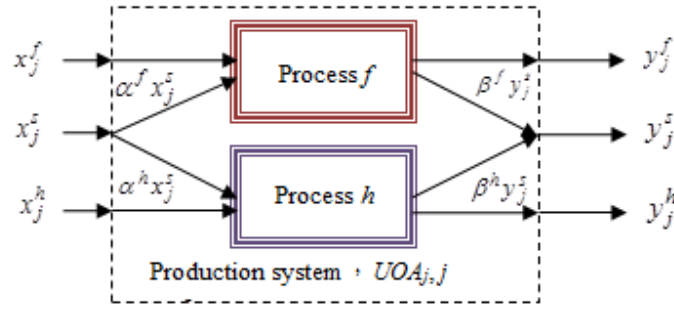 x_j^f
α^f x_j^s
Process f
β^f y_j^s
y_j^f
x_j^s
y_j^s
x_j^h
α^h x_j^s
Process h
β^h y_j^s
y_j^h
Production system , UOA_j, j